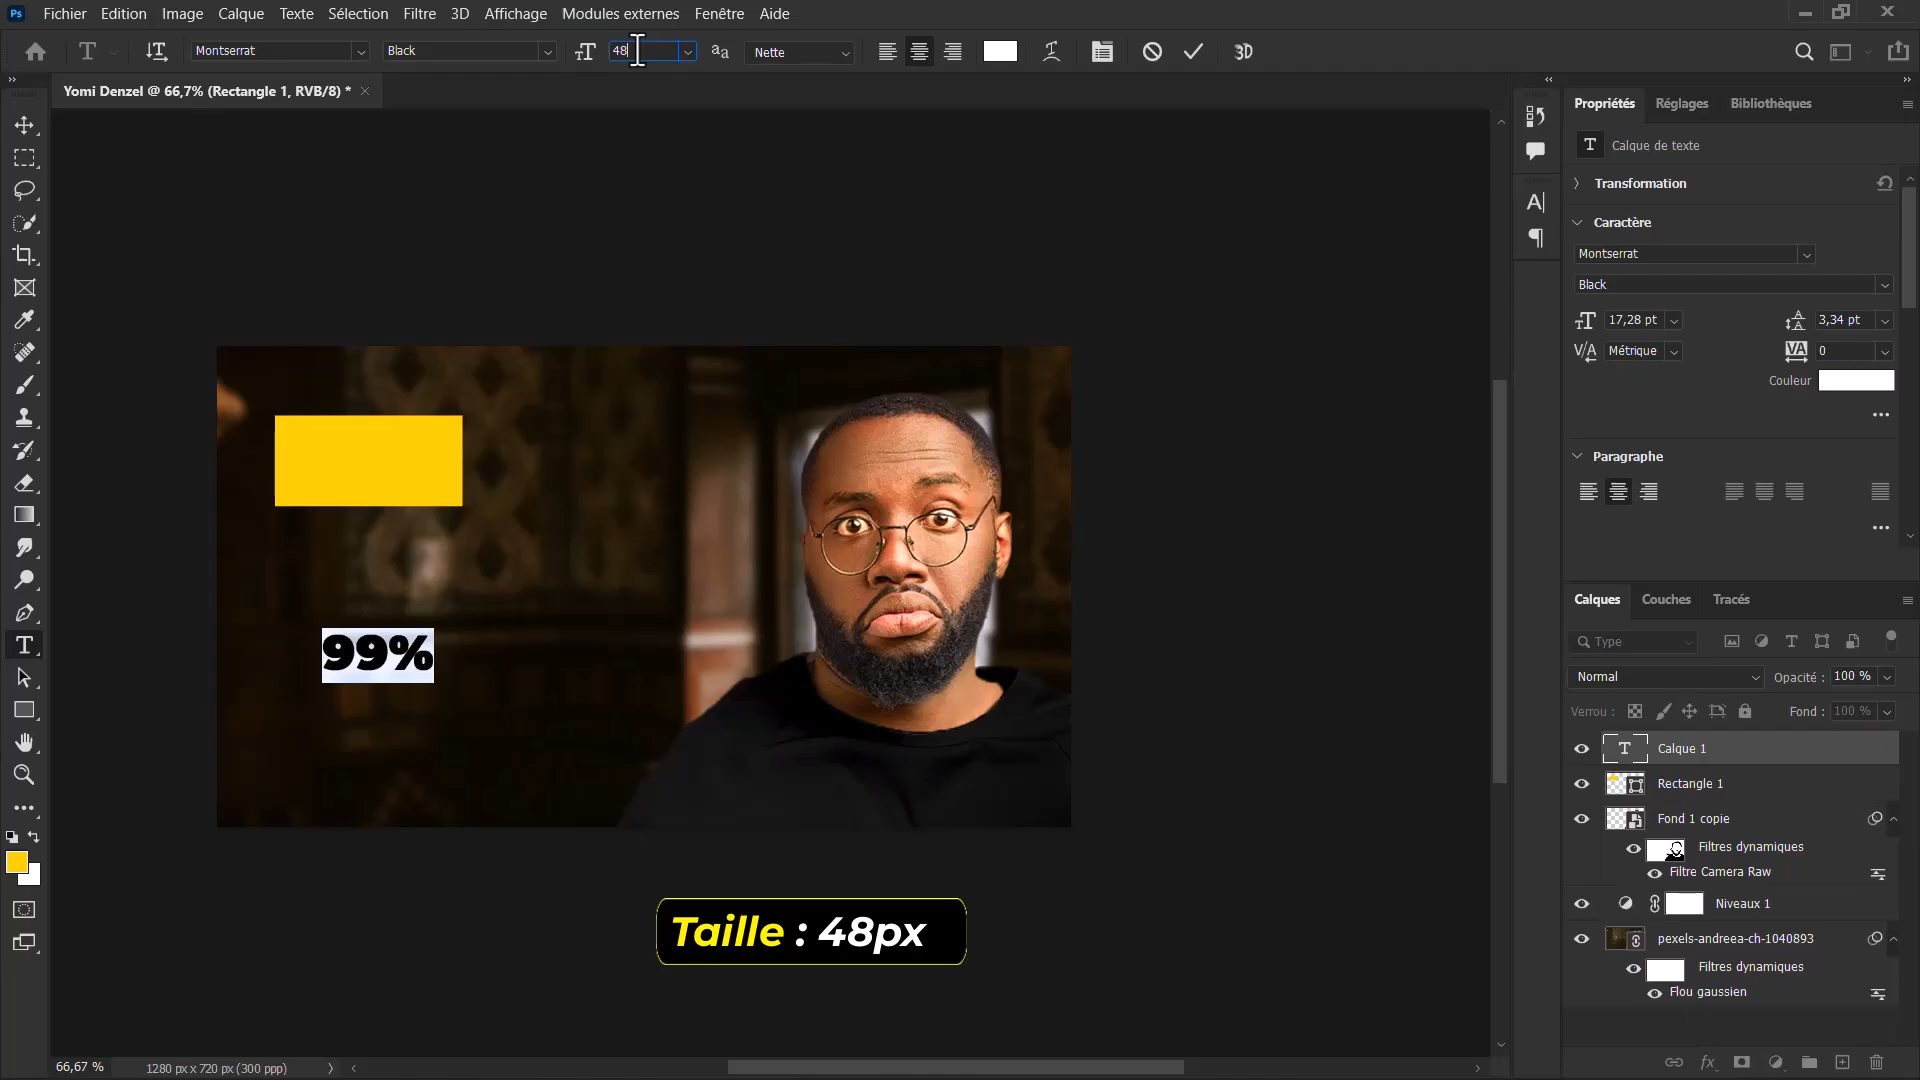 Ps Fichier Edition Image Calque Texte Sélection Filtre 3D Affichage Modules externes Fenêtre Aide
Montserrat Black 48 aa Nette 3D
Yomi Denzel @ 66,7% (Rectangle 1, RVB/8) *
Propriétés Réglages Bibliothèques
T Calque de texte
Transformation
Caractère
Montserrat
Black
17,28 pt 3,34 pt
Métrique 0
Couleur
Paragraphe
99%
Taille : 48px
Calques Couches Tracés
Type
Normal Opacité : 100 %
Verrou : Fond : 100 %
T Calque 1
Rectangle 1
Fond 1 copie
Filtres dynamiques
Filtre Camera Raw
Niveaux 1
pexels-andreea-ch-1040893
Filtres dynamiques
Flou gaussien
66,67 % 1280 px x 720 px (300 ppp)